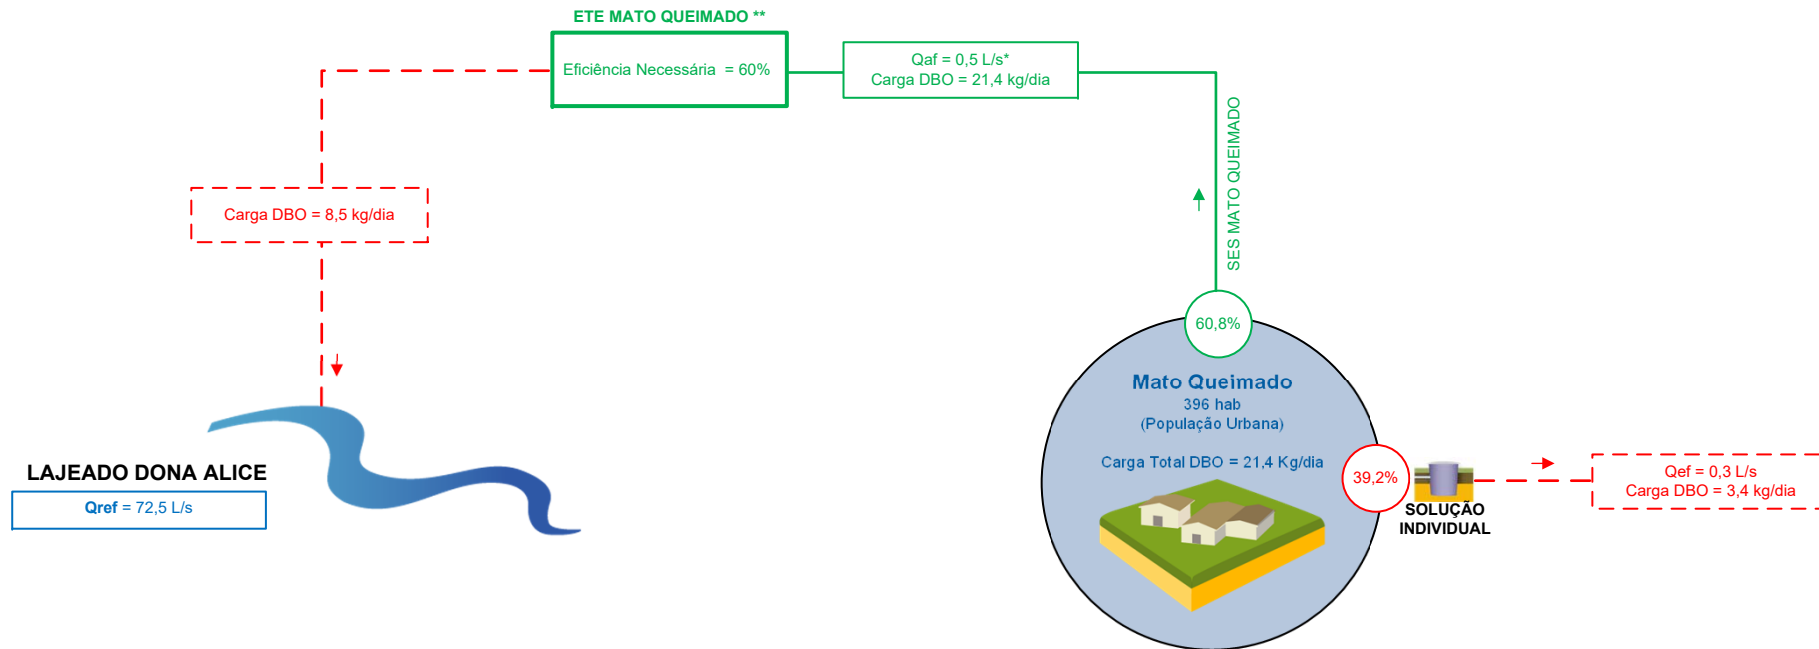 ETE MATO QUEIMADO **
Eficiência Necessária = 60%
Qaf = 0,5 L/s*
Carga DBO = 21,4 kg/dia
SES MATO QUEIMADO
Carga DBO = 8,5 kg/dia
60,8%
Mato Queimado
396 hab
(População Urbana)
Carga Total DBO = 21,4 Kg/dia
39,2%
SOLUÇÃO
INDIVIDUAL
Qef = 0,3 L/s
Carga DBO = 3,4 kg/dia
LAJEADO DONA ALICE
Qref = 72,5 L/s